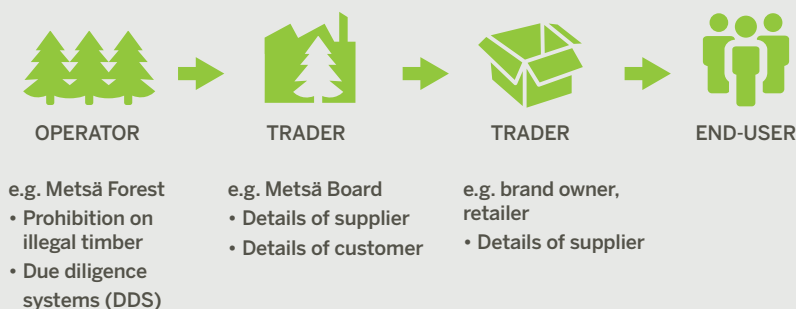 OPERATOR
TRADER
TRADER
END-USER
e.g. Metsä Forest
• Prohibition on
illegal timber
• Due diligence
systems (DDS)
e.g. Metsä Board
• Details of supplier
• Details of customer
e.g. brand owner,
retailer
• Details of supplier